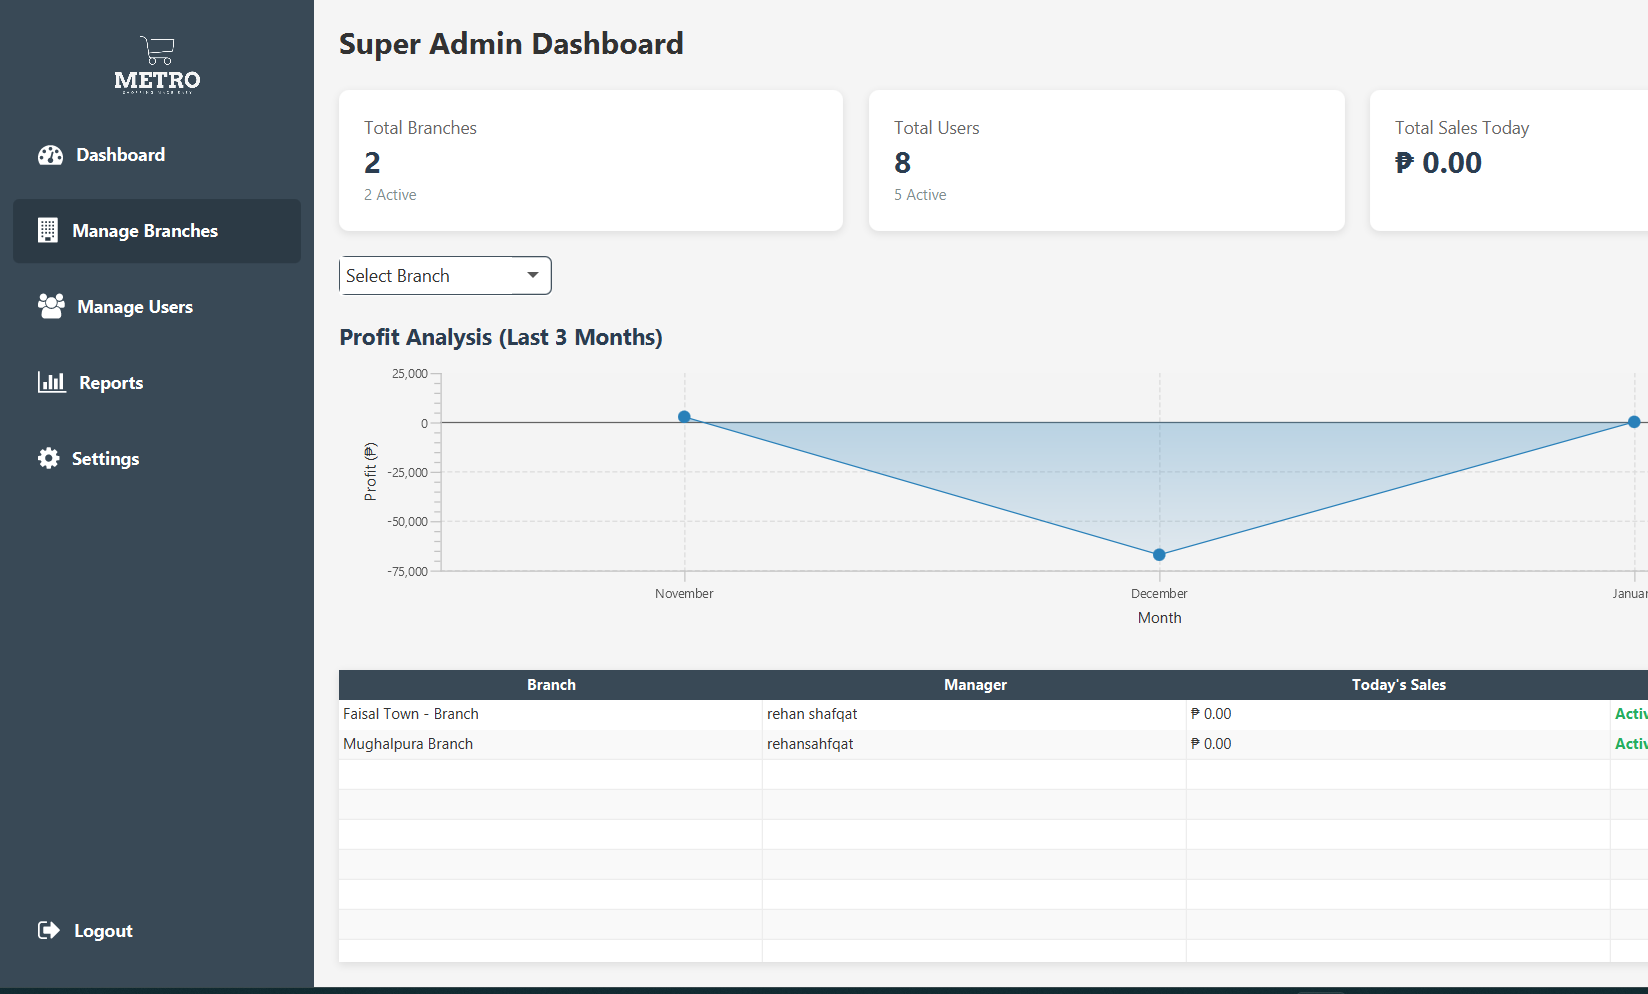 METRO
Dashboard
Manage Branches
Manage Users
Reports
Settings
Logout
Super Admin Dashboard
Total Branches
2
2 Active
Total Users
8
5 Active
Total Sales Today
₱ 0.00
Select Branch
Profit Analysis (Last 3 Months)
25,000
0
-25,000
-50,000
-75,000
Profit (₱)
November December Januar
Month
Branch Manager Today's Sales
Faisal Town - Branch rehan shafqat ₱ 0.00 Activ
Mughalpura Branch rehansahfqat ₱ 0.00 Activ